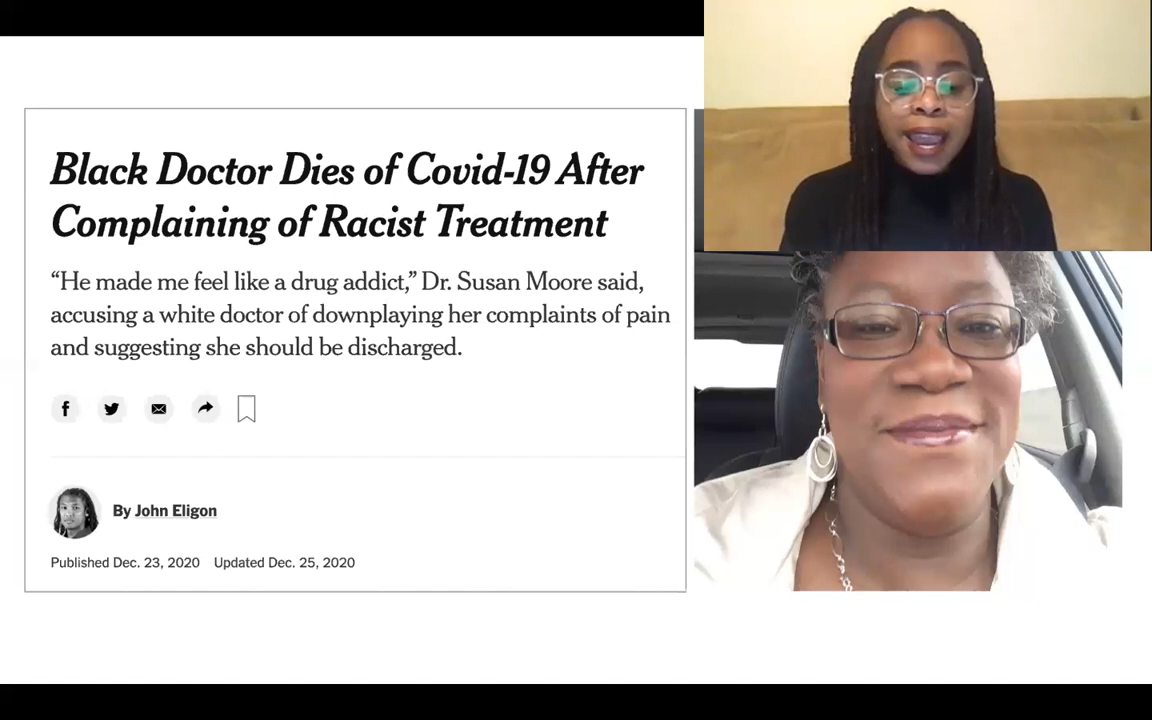 Black Doctor Dies of Covid-19 After
Complaining of Racist Treatment
“He made me feel like a drug addict,” Dr. Susan Moore said,
accusing a white doctor of downplaying her complaints of pain
and suggesting she should be discharged.
By John Eligon
Published Dec. 23, 2020 Updated Dec. 25, 2020